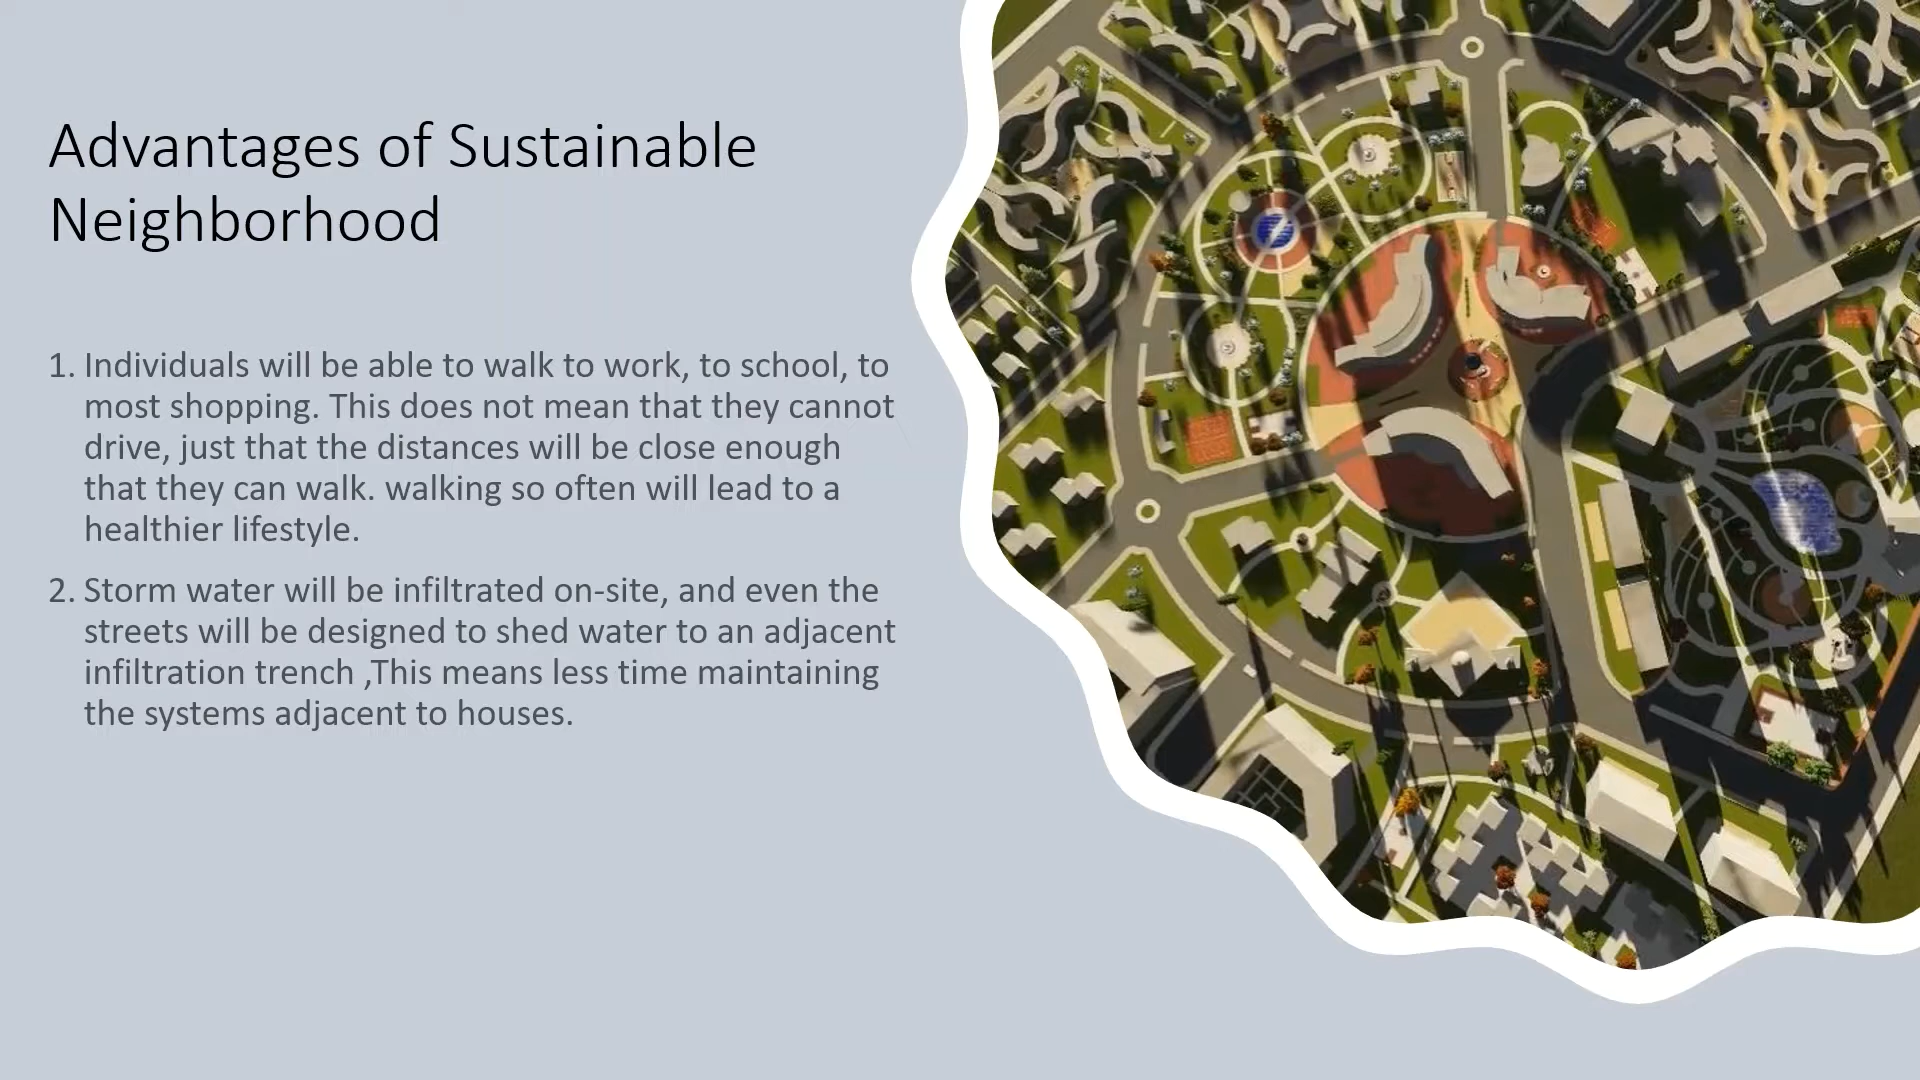 Advantages of Sustainable
Neighborhood
1. Individuals will be able to walk to work, to school, to
most shopping. This does not mean that they cannot
drive, just that the distances will be close enough
that they can walk. walking so often will lead to a
healthier lifestyle.
2. Storm water will be infiltrated on-site, and even the
streets will be designed to shed water to an adjacent
infiltration trench ,This means less time maintaining
the systems adjacent to houses.